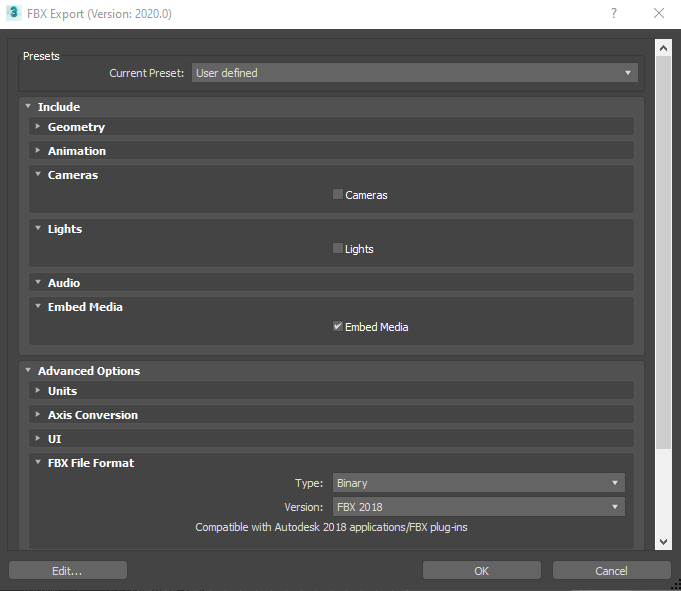 3 FBX Export (Version: 2020.0) ?
Presets
Current Preset: User defined
Include
Geometry
Animation
Cameras
Cameras
Lights
Lights
Audio
Embed Media
Embed Media
Advanced Options
Units
Axis Conversion
UI
FBX File Format
Type: Binary
Version: FBX 2018
Compatible with Autodesk 2018 applications/FBX plug-ins
Edit... OK Cancel